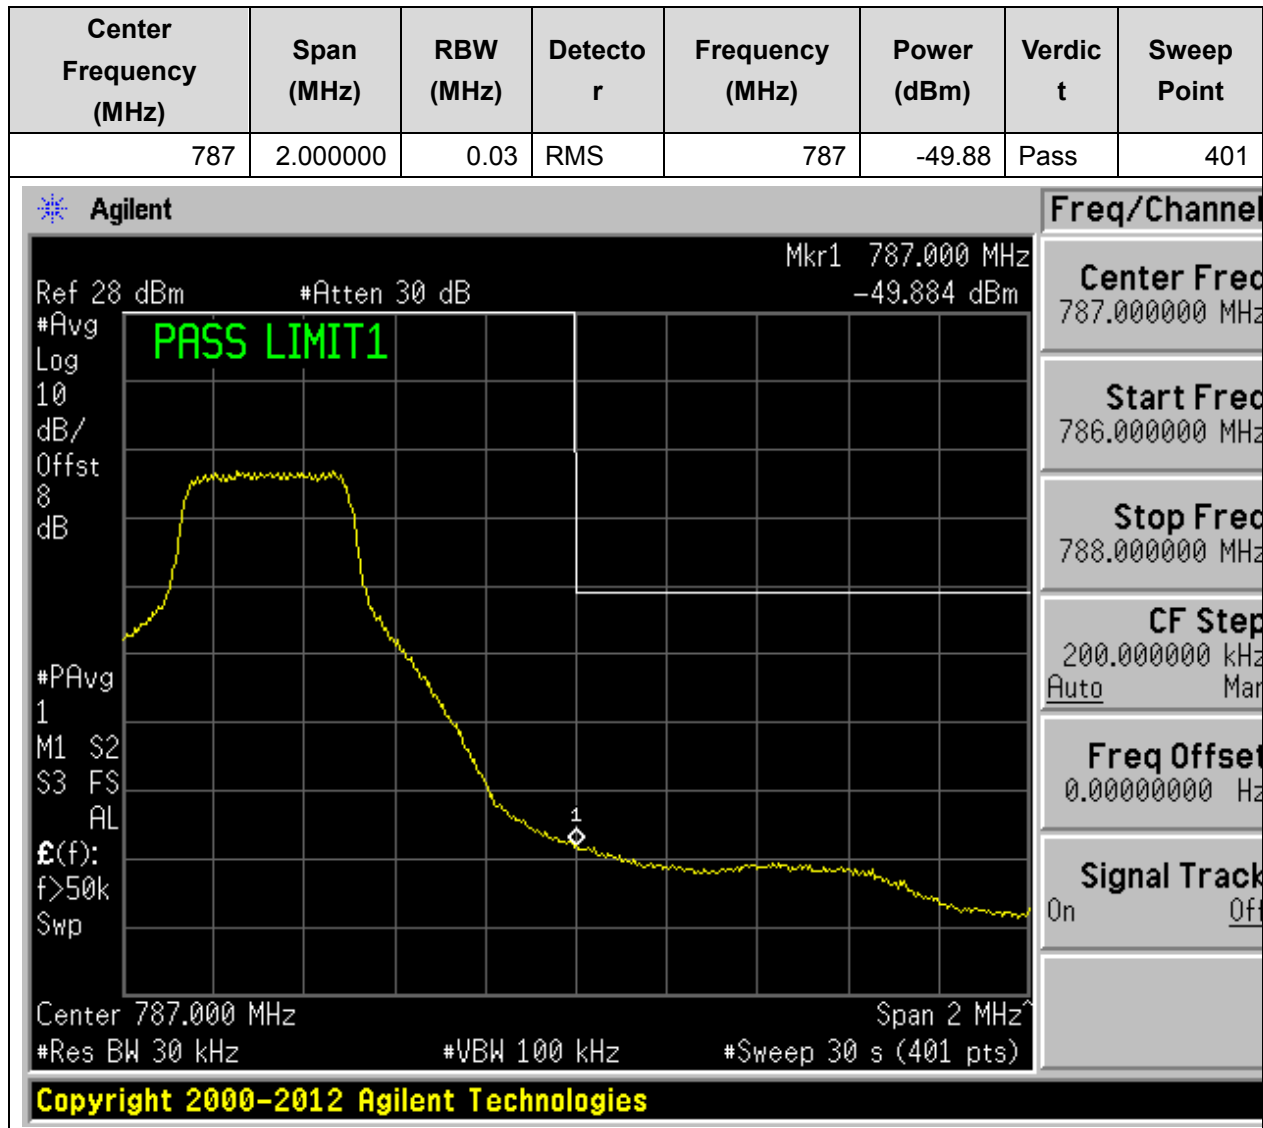 Center Frequency (MHz) Span (MHz) RBW (MHz) Detecto r Frequency (MHz) Power (dBm) Verdic t Sweep Point
787 2.000000 0.03 RMS 787 -49.88 Pass 401
Agilent
Freq/Channel
Mkr1 787.000 MHz
Ref 28 dBm #Atten 30 dB -49.884 dBm
#Avg
Log
10
dB/
Offst
8
dB
PASS LIMIT1
#PAvg
1
M1 S2
S3 FS
AL
£(f):
f>50k
Swp
1
Center 787.000 MHz Span 2 MHz^
#Res BW 30 kHz #VBW 100 kHz #Sweep 30 s (401 pts)
Center Freq
787.000000 MHz
Start Freq
786.000000 MHz
Stop Freq
788.000000 MHz
CF Step
200.000000 kHz
Auto Man
Freq Offset
0.00000000 Hz
Signal Track
On Off
Copyright 2000-2012 Agilent Technologies